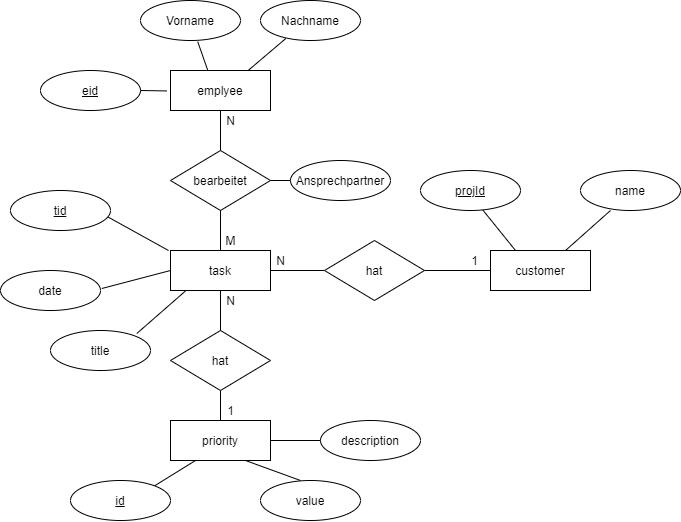 Vorname
Nachname
eid
emplyee
N
bearbeitet
Ansprechpartner
projId
name
tid
M
task
N
hat
1
customer
date
N
title
hat
1
priority
description
id
value